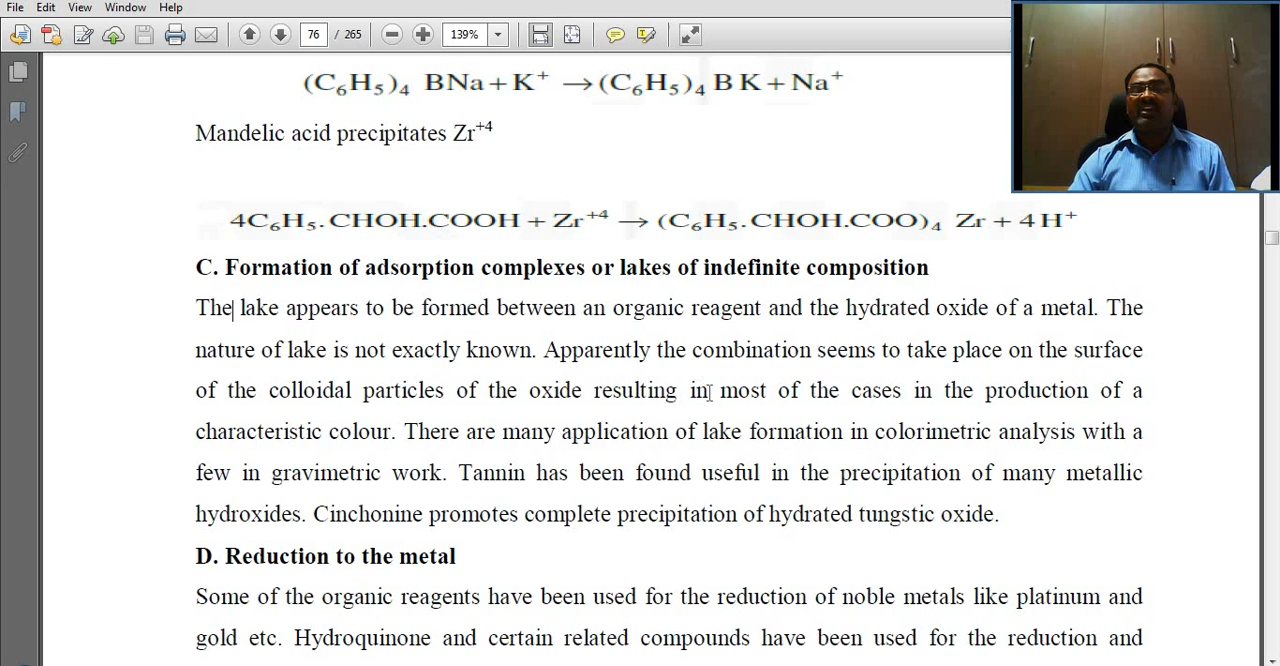 File Edit View Window Help
76 / 265 139%
(C₆H₅)₄ BNa + K⁺ → (C₆H₅)₄ B K + Na⁺
Mandelic acid precipitates Zr⁺⁴
4C₆H₅.CHOH.COOH + Zr⁺⁴ → (C₆H₅.CHOH.COO)₄ Zr + 4 H⁺
C. Formation of adsorption complexes or lakes of indefinite composition
The lake appears to be formed between an organic reagent and the hydrated oxide of a metal. The
nature of lake is not exactly known. Apparently the combination seems to take place on the surface
of the colloidal particles of the oxide resulting in most of the cases in the production of a
characteristic colour. There are many application of lake formation in colorimetric analysis with a
few in gravimetric work. Tannin has been found useful in the precipitation of many metallic
hydroxides. Cinchonine promotes complete precipitation of hydrated tungstic oxide.
D. Reduction to the metal
Some of the organic reagents have been used for the reduction of noble metals like platinum and
gold etc. Hydroquinone and certain related compounds have been used for the reduction and